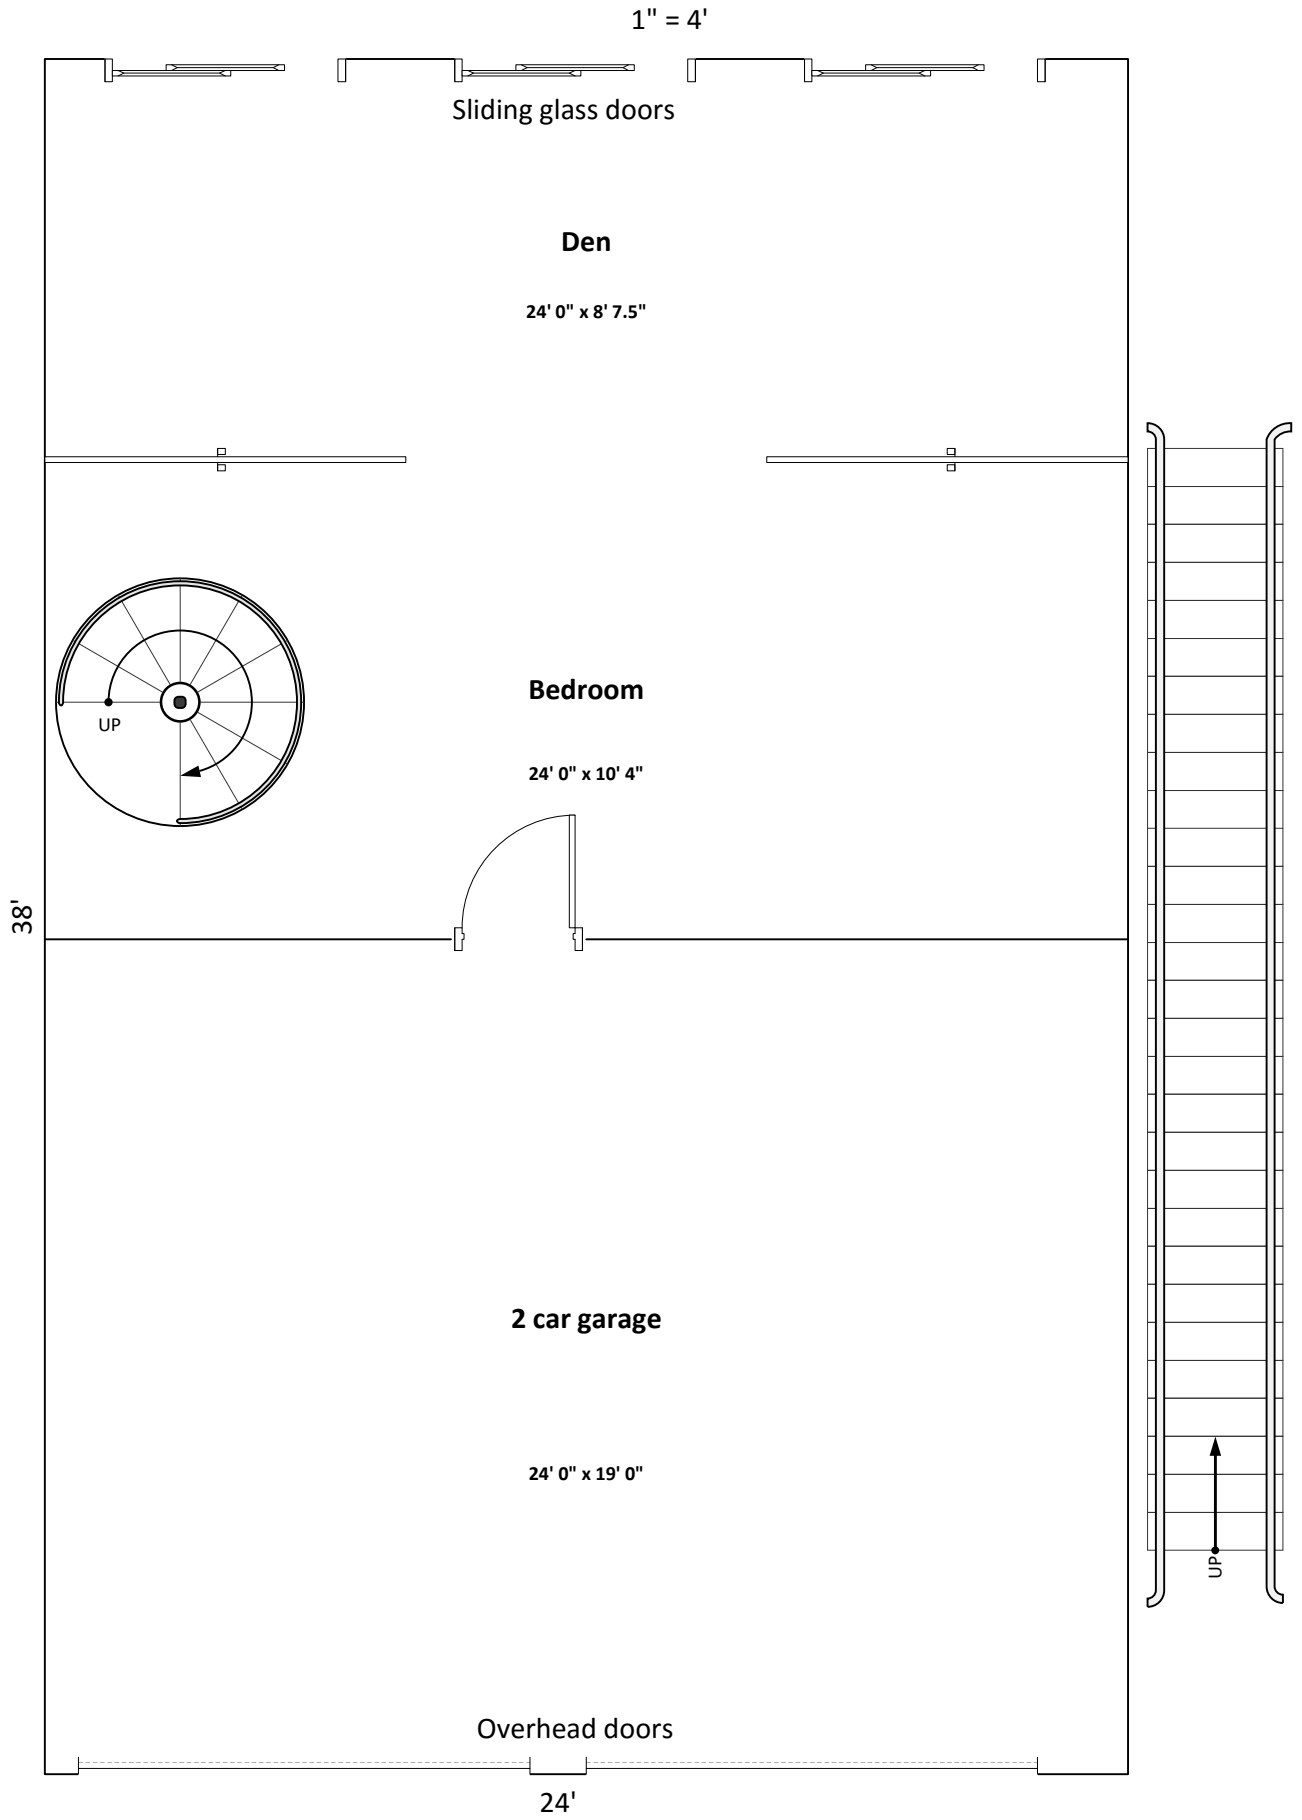 1" = 4'
Sliding glass doors
Den
24' 0" x 8' 7.5"
UP
Bedroom
24' 0" x 10' 4"
38'
2 car garage
24' 0" x 19' 0"
UP
Overhead doors
24'